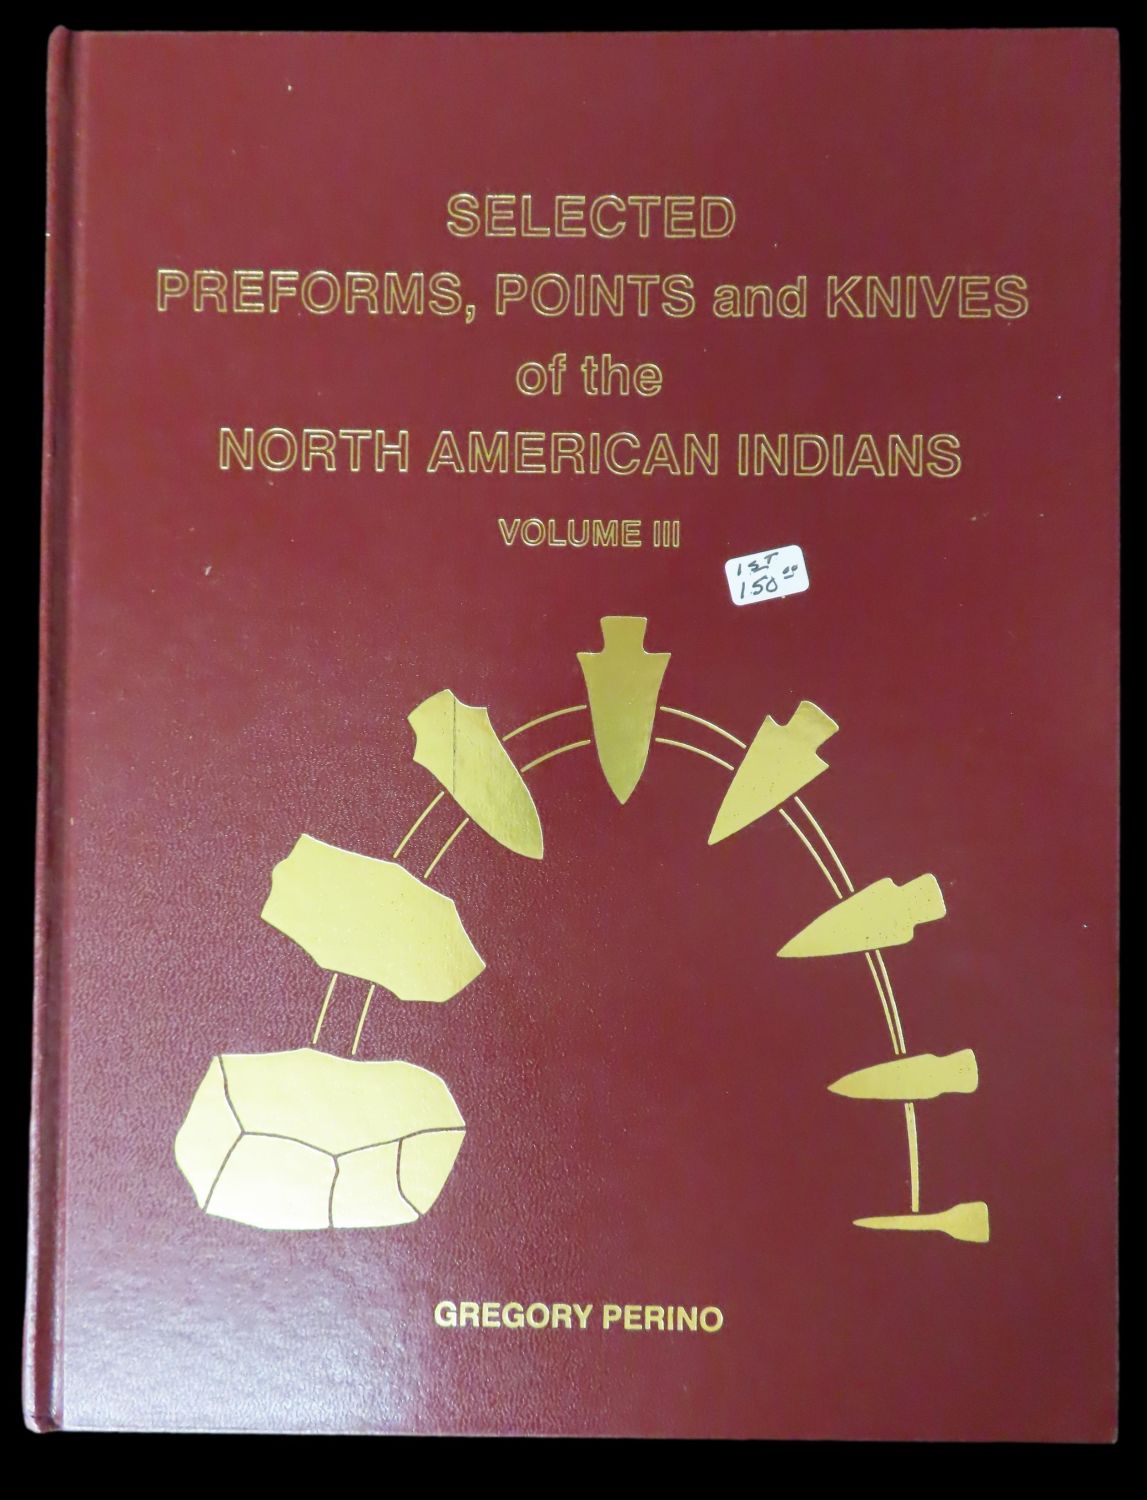 SELECTED
PREFORMS, POINTS and KNIVES
of the
NORTH AMERICAN INDIANS
VOLUME III
1ST
150.00
GREGORY PERINO